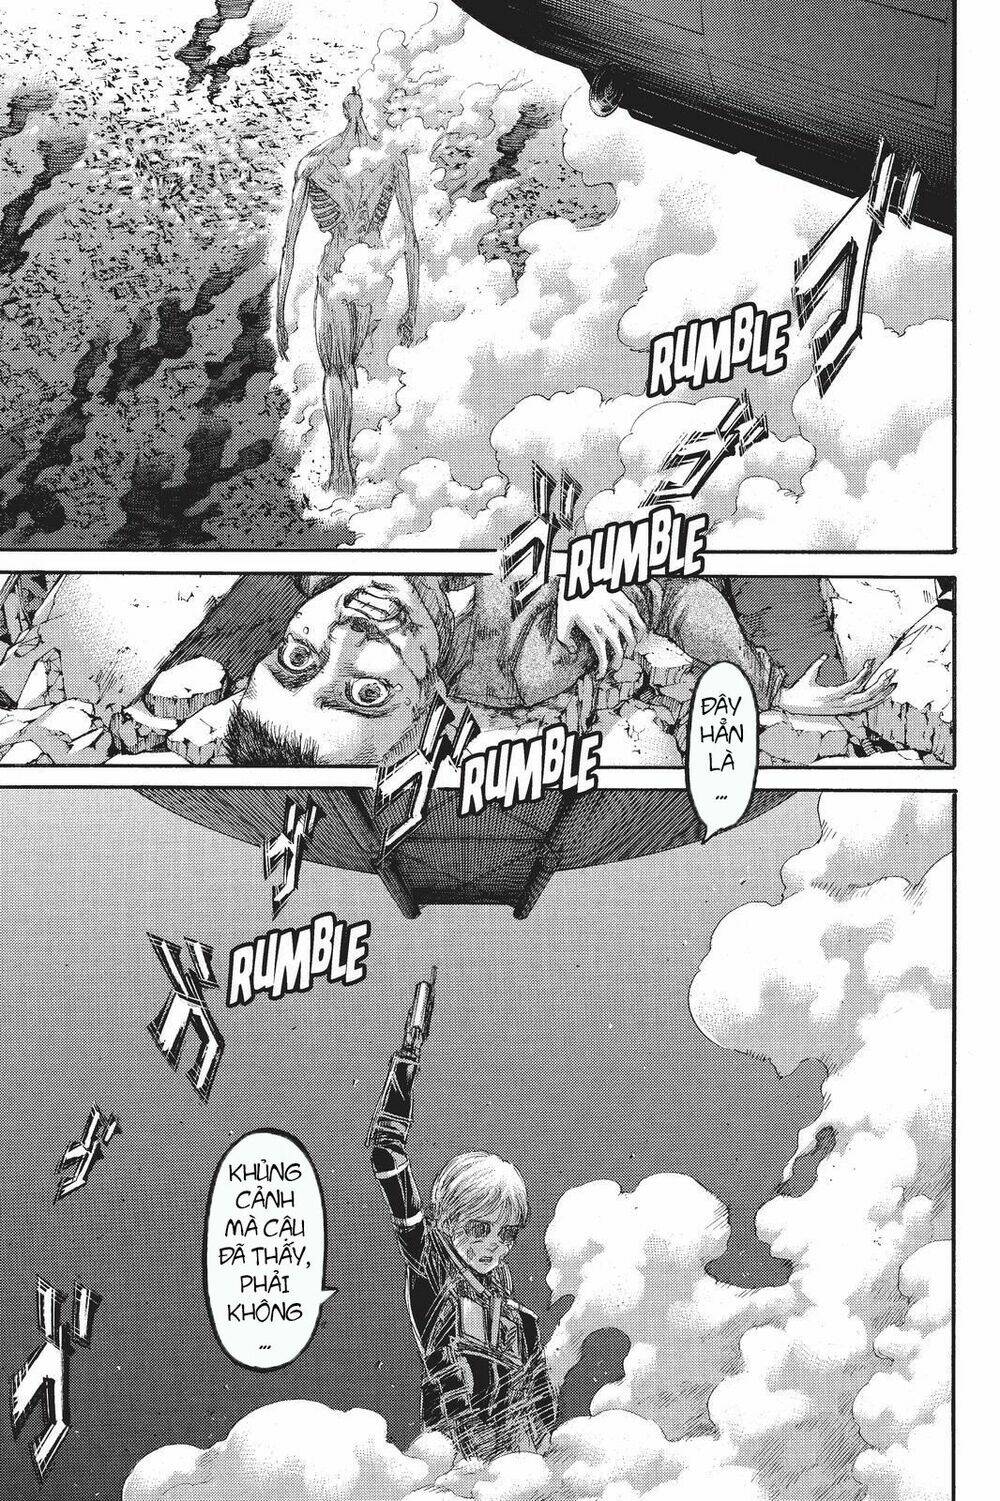 RUMBLE
RUMBLE
ĐÂY
HẲN
LÀ
...
RUMBLE
RUMBLE
KHỦNG
CẢNH
MÀ CẬU
ĐÃ THẤY,
PHẢI
KHÔNG
...